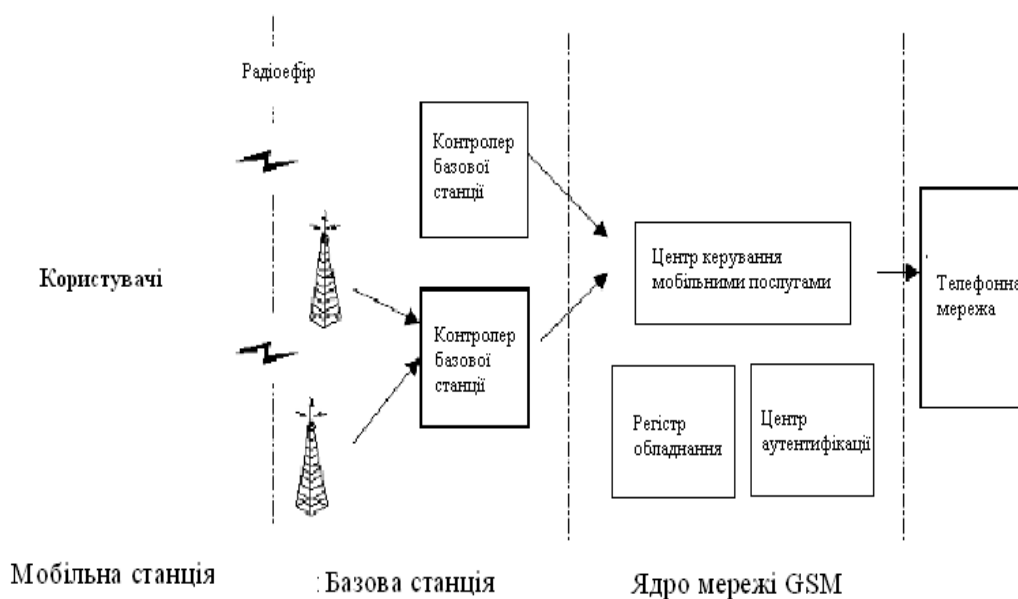 Радіоефір
Контролер
базової
станції
Користувачі
Центр керування
мобільними послугами
Телефонна
мережа
Контролер
базової
станції
Регістр
обладнання
Центр
аутентифікації
Мобільна станція
:Базова станція
Ядро мережі GSM